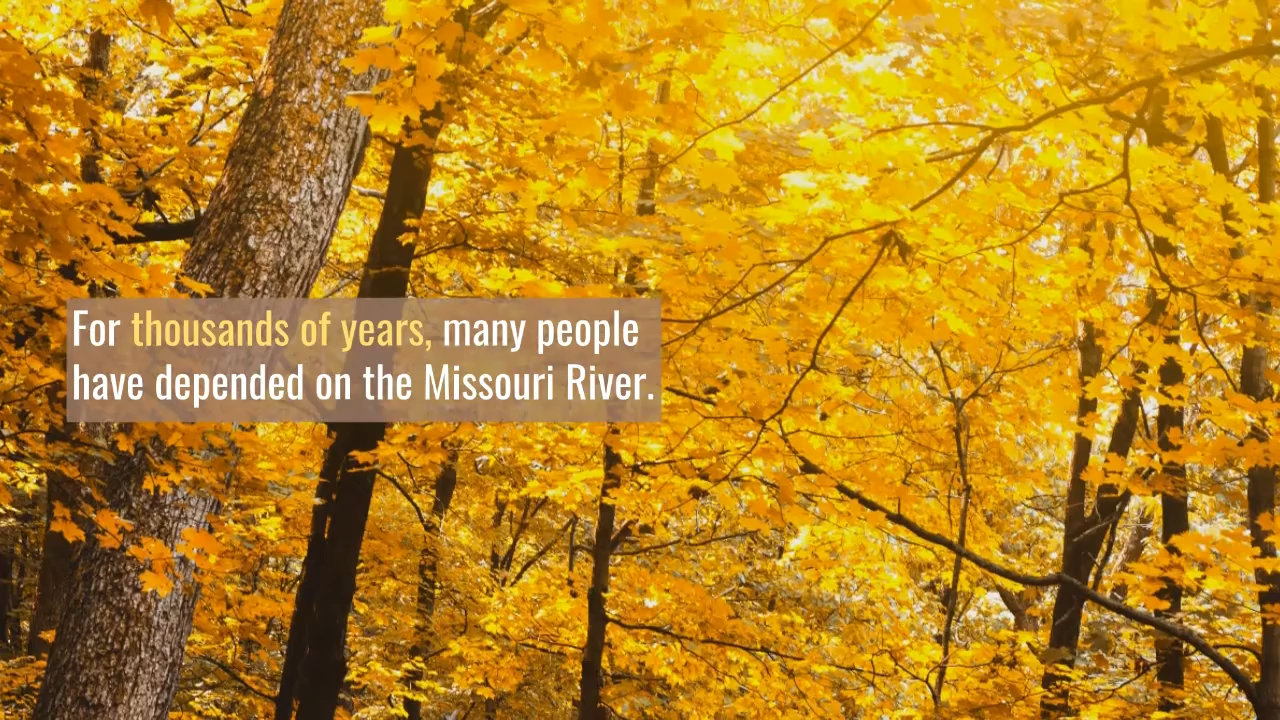 For thousands of years, many people
have depended on the Missouri River.